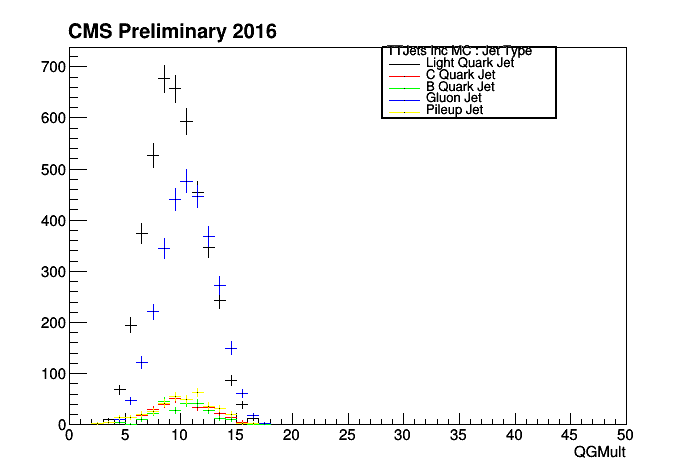 CMS Preliminary 2016
TTJets Inc MC : Jet Type
Light Quark Jet
C Quark Jet
B Quark Jet
Gluon Jet
Pileup Jet
700
600
500
400
300
200
100
0
0 5 10 15 20 25 30 35 40 45 50
QGMult